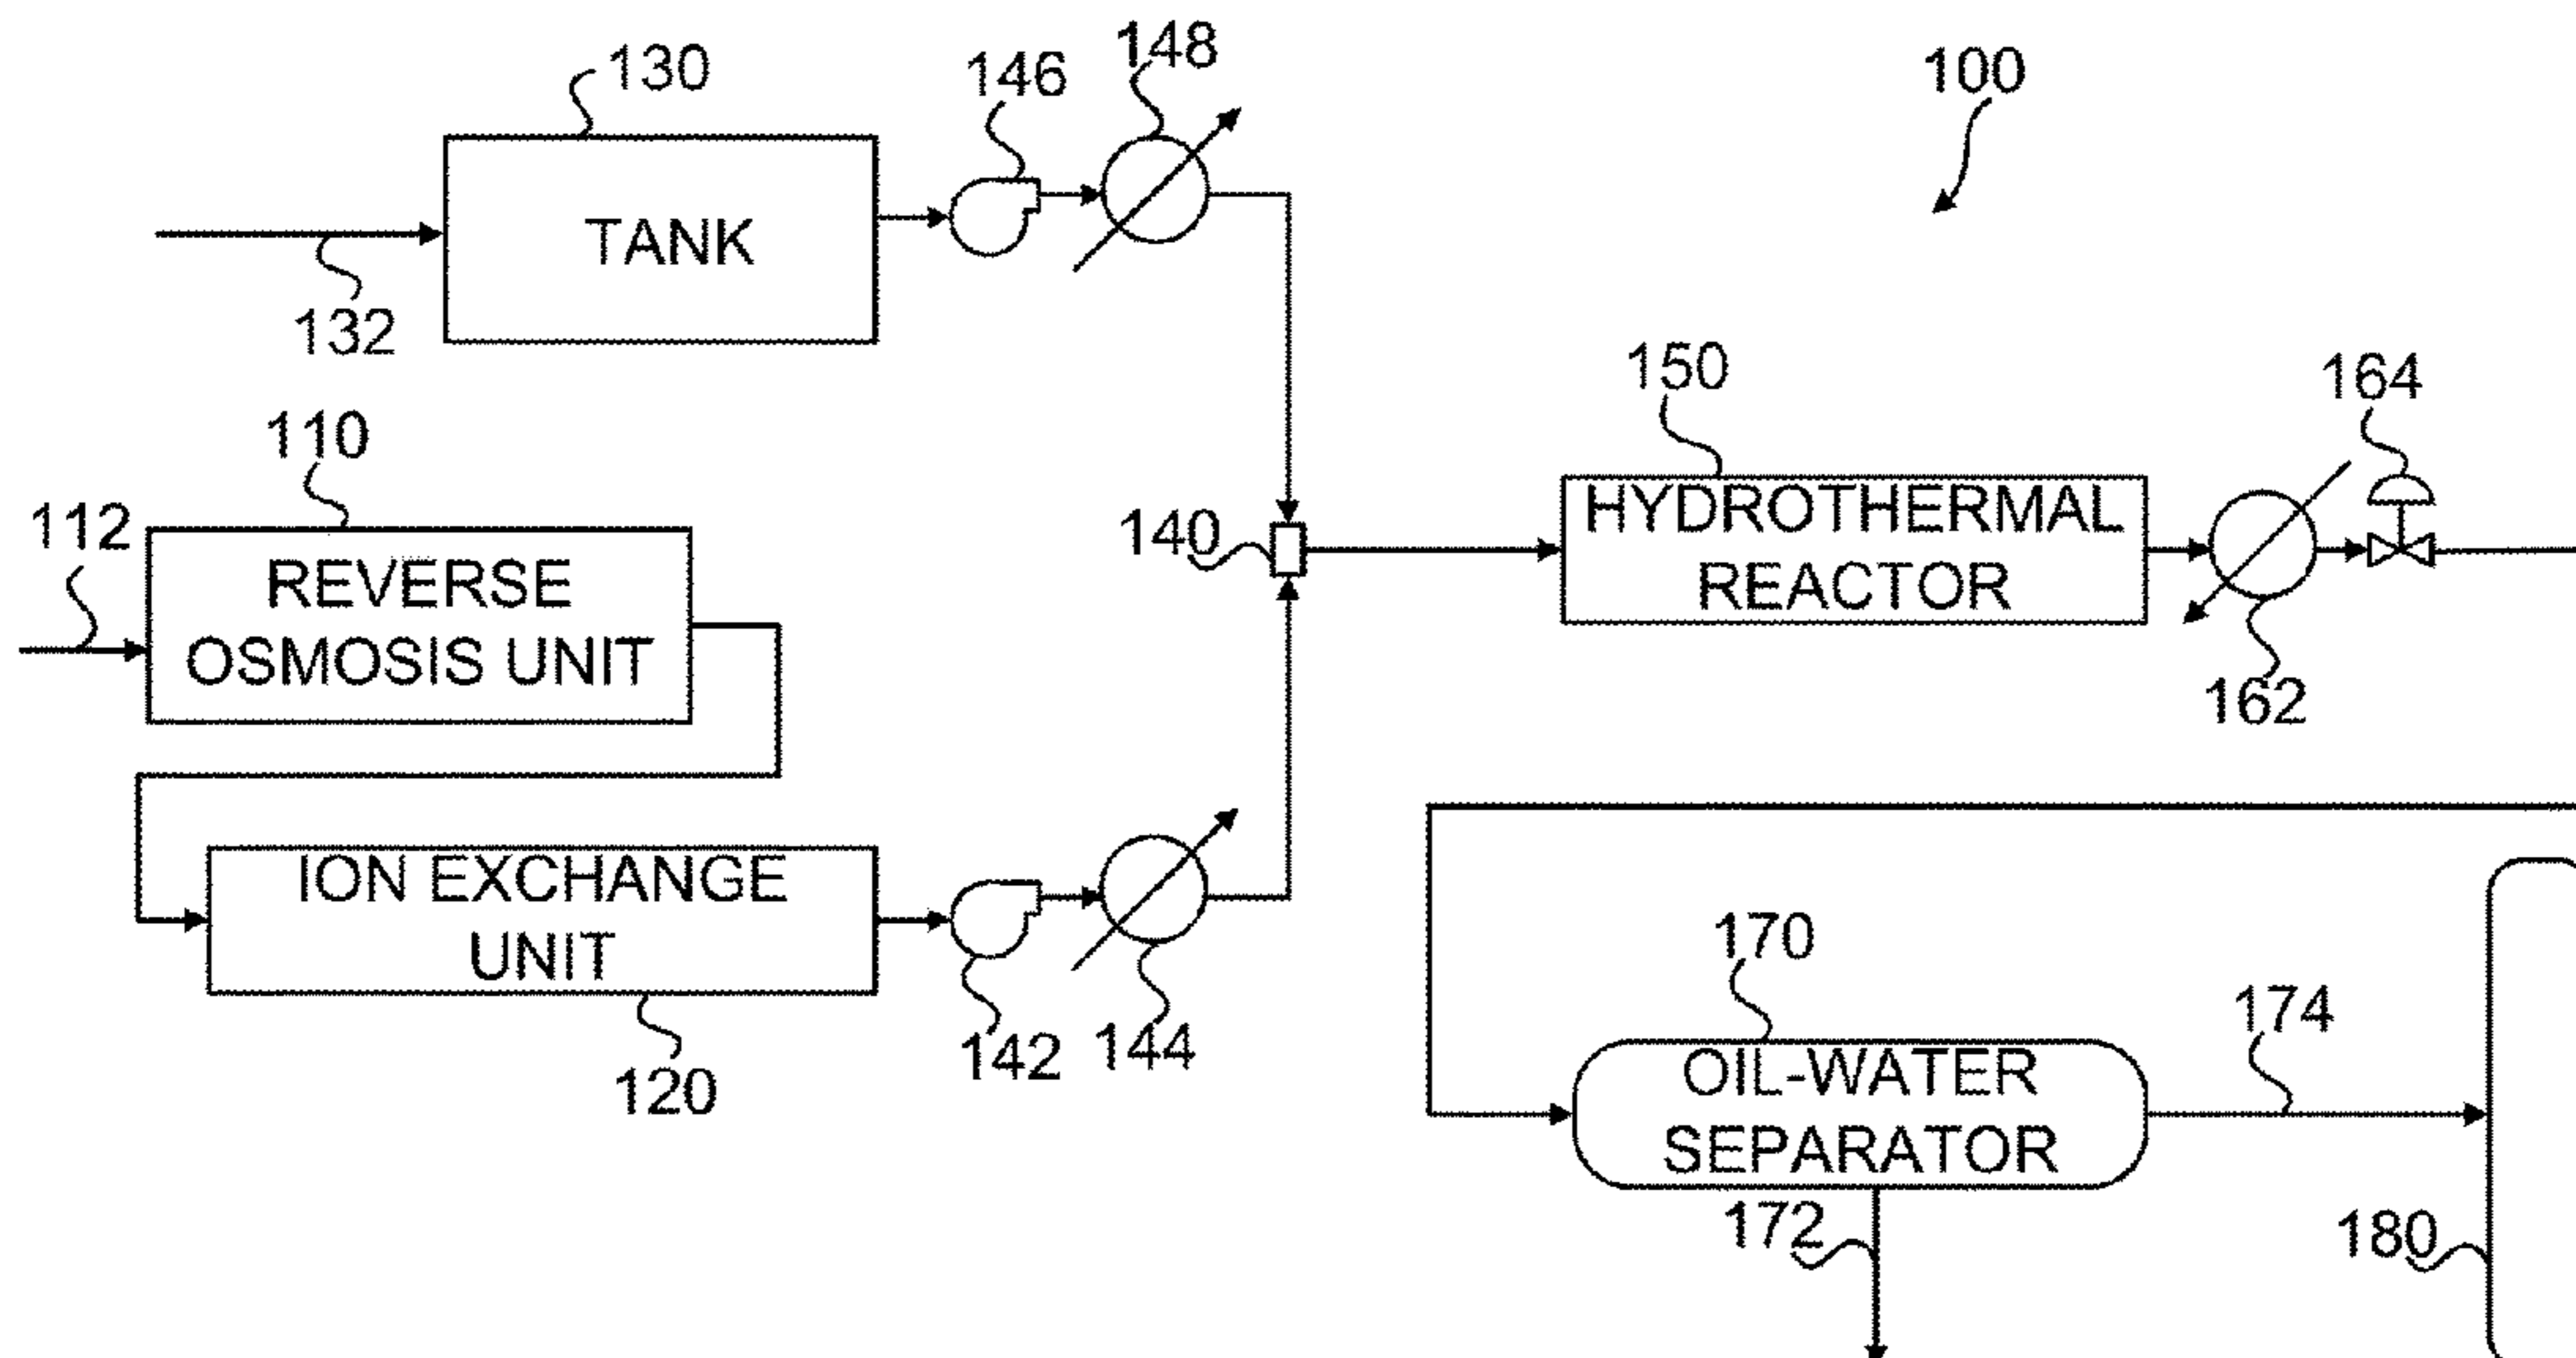 148
130
146
100
TANK
132
150
164
110
112
140
HYDROTHERMAL
REACTOR
REVERSE
OSMOSIS UNIT
162
ION EXCHANGE
UNIT
170
174
142
144
120
OIL-WATER
SEPARATOR
172
180